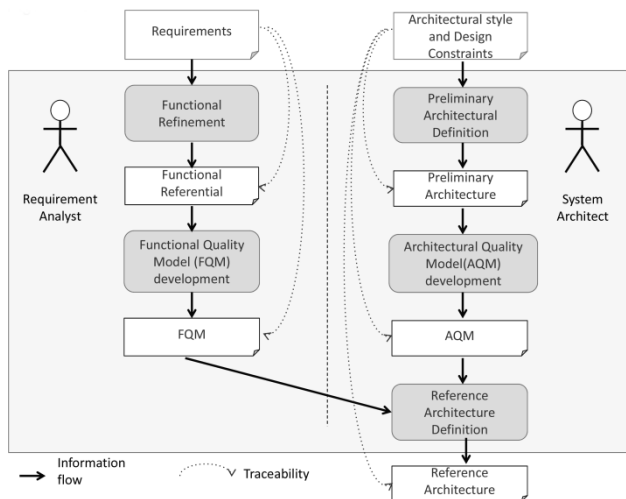 Requirements
Architectural style
and Design
Constraints
Functional
Refinement
Preliminary
Architectural
Definition
Requirement
Analyst
Functional
Referential
Preliminary
Architecture
System
Architect
Functional Quality
Model (FQM)
development
Architectural Quality
Model(AQM)
development
FQM
AQM
Reference
Architecture
Definition
Information
flow
Traceability
Reference
Architecture